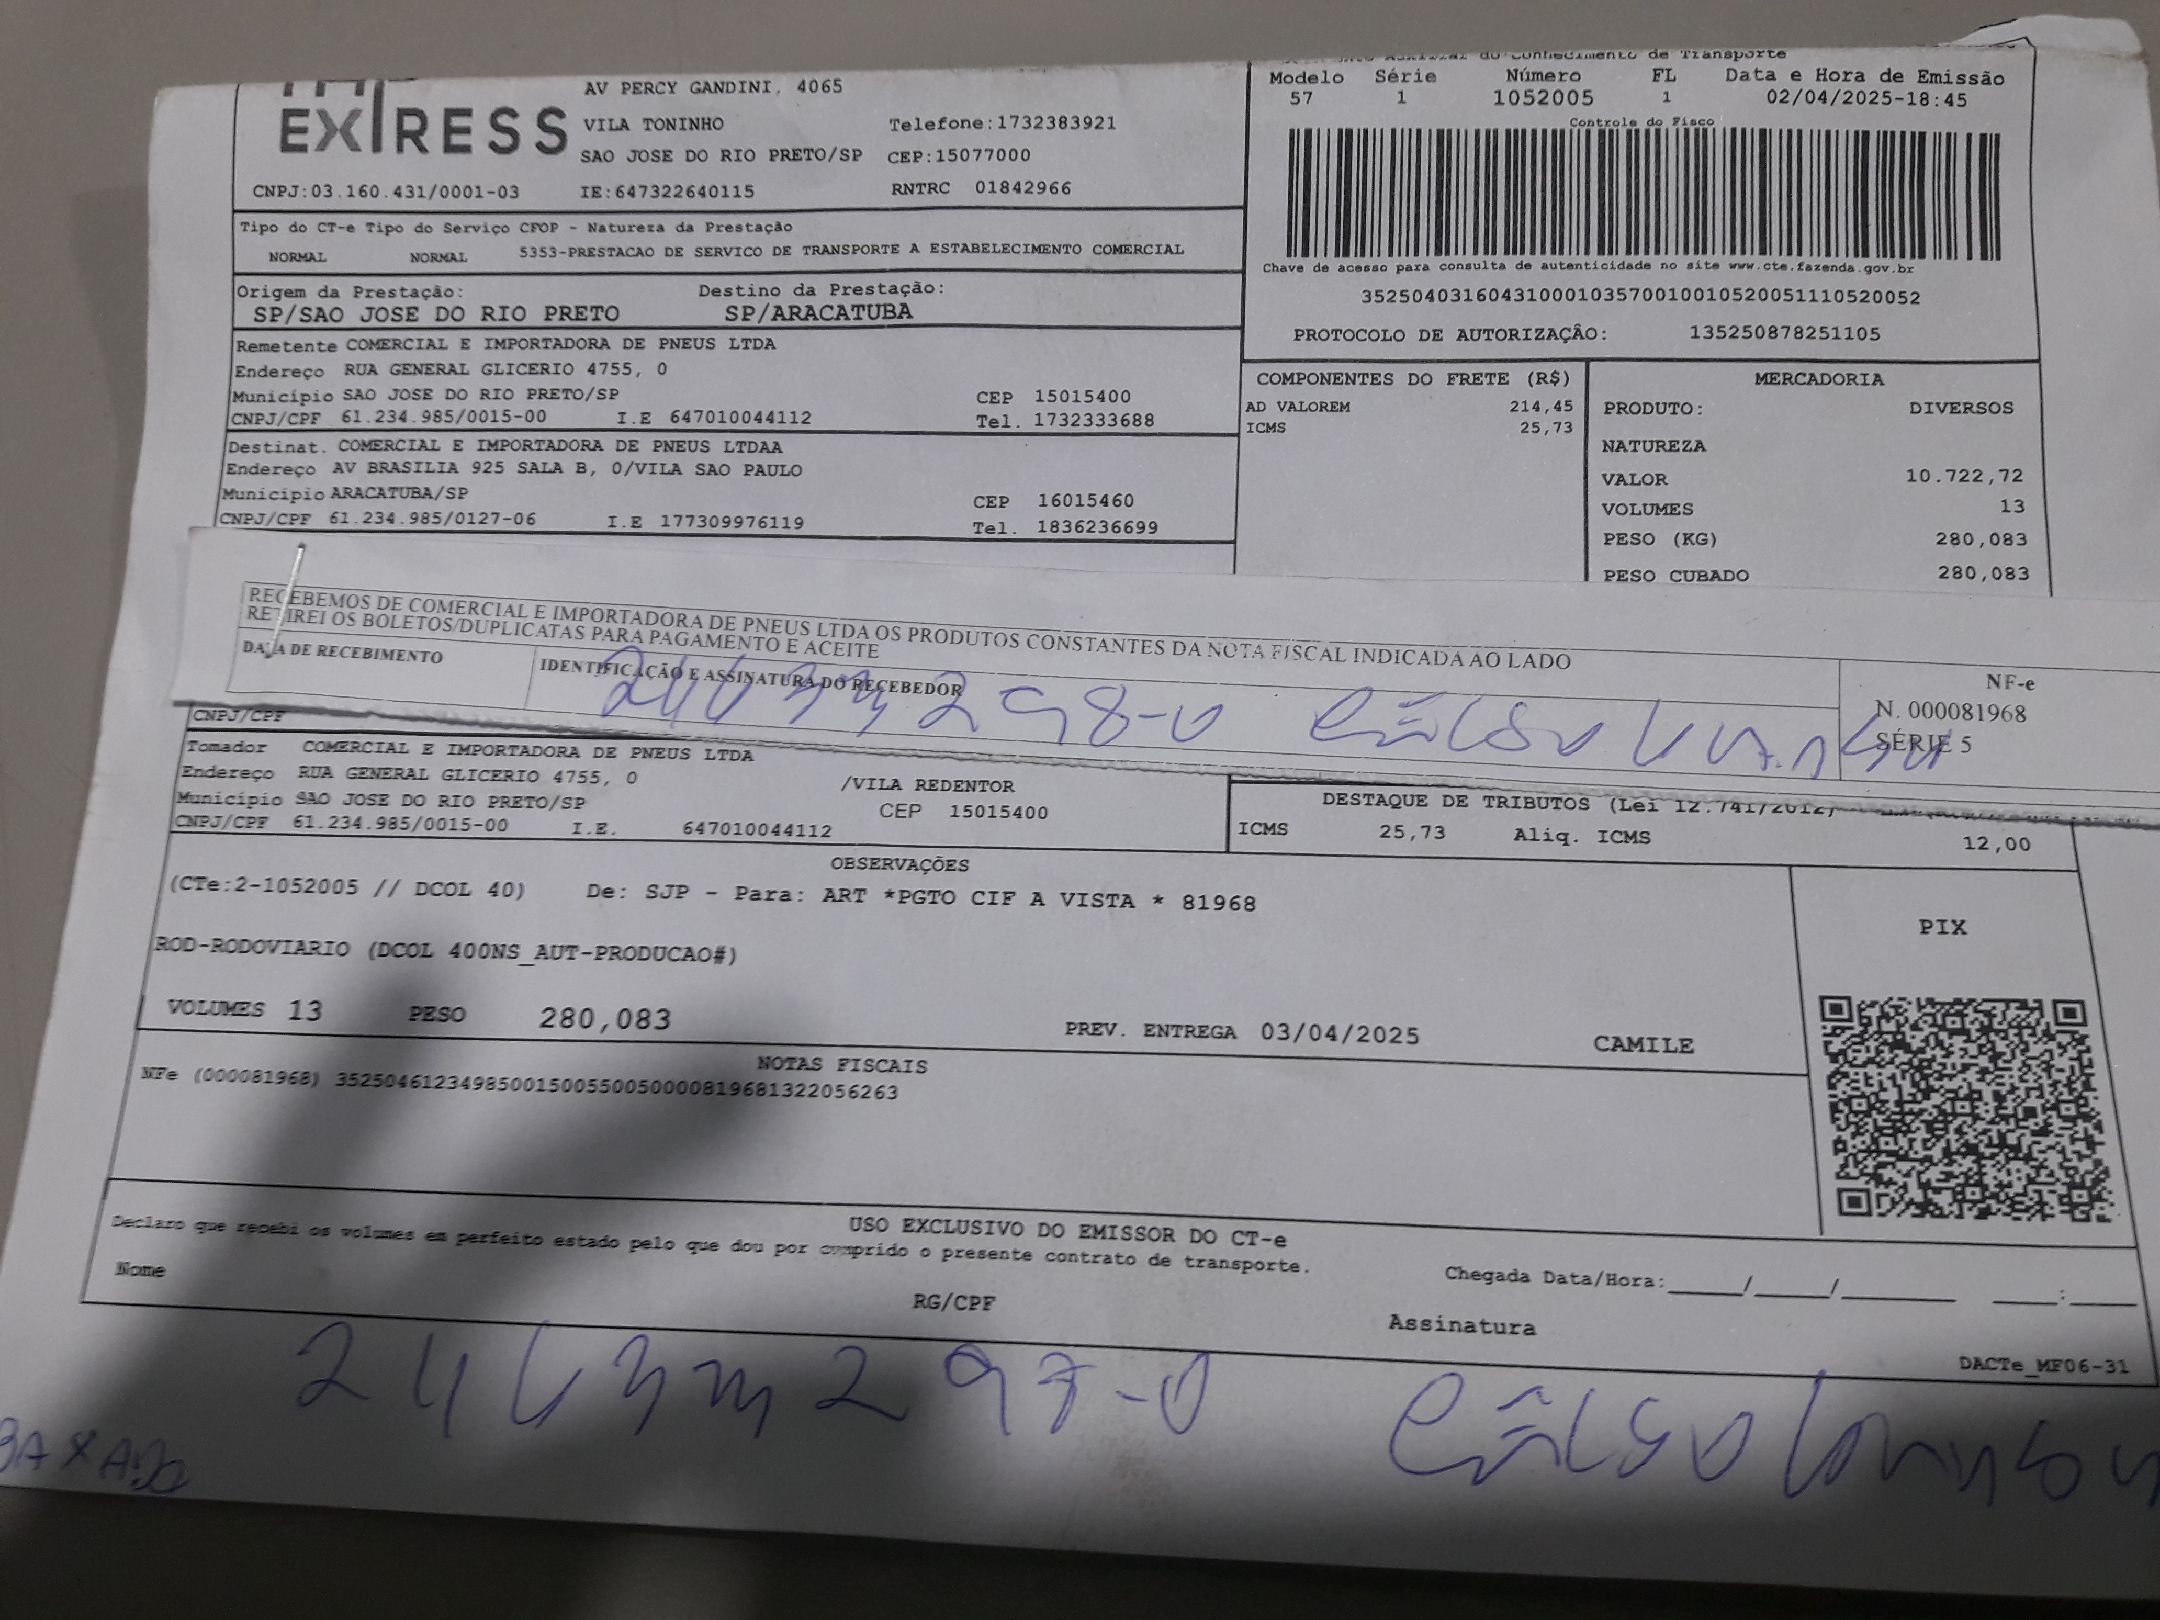 EXPRESS
AV PERCY GANDINI, 4065
VILA TONINHO Telefone:1732383921
SAO JOSE DO RIO PRETO/SP CEP:15077000
CNPJ:03.160.431/0001-03 IE:647322640115 RNTRC 01842966
do Conhecimento de Transporte
Modelo Série Número FL Data e Hora de Emissão
57 1 1052005 1 02/04/2025-18:45
Controle do Fisco
Chave de acesso para consulta de autenticidade no site www.cte.fazenda.gov.br
35250403160431000103570010010520051110520052
PROTOCOLO DE AUTORIZAÇÂO: 135250878251105
Tipo do CT-e Tipo do Serviço CFOP - Natureza da Prestação
NORMAL NORMAL 5353-PRESTACAO DE SERVICO DE TRANSPORTE A ESTABELECIMENTO COMERCIAL
Origem da Prestação: Destino da Prestação:
SP/SAO JOSE DO RIO PRETO SP/ARACATUBA
Remetente COMERCIAL E IMPORTADORA DE PNEUS LTDA
Endereço RUA GENERAL GLICERIO 4755, 0
Município SAO JOSE DO RIO PRETO/SP CEP 15015400
CNPJ/CPF 61.234.985/0015-00 I.E 647010044112 Tel. 1732333688
Destinat. COMERCIAL E IMPORTADORA DE PNEUS LTDAA
Endereço AV BRASILIA 925 SALA B, 0/VILA SAO PAULO
Município ARACATUBA/SP CEP 16015460
CNPJ/CPF 61.234.985/0127-06 I.E 177309976119 Tel. 1836236699
COMPONENTES DO FRETE (R$)
AD VALOREM 214,45
ICMS 25,73
MERCADORIA
PRODUTO: DIVERSOS
NATUREZA
VALOR 10.722,72
VOLUMES 13
PESO (KG) 280,083
PESO CUBADO 280,083
RECEBEMOS DE COMERCIAL E IMPORTADORA DE PNEUS LTDA OS PRODUTOS CONSTANTES DA NOTA FISCAL INDICADA AO LADO
RETIREI OS BOLETOS/DUPLICATAS PARA PAGAMENTO E ACEITE
DATA DE RECEBIMENTO IDENTIFICAÇÃO E ASSINATURA DO RECEBEDOR
NF-e
N. 000081968
SÉRIE 5
CNPJ/CPF
Tomador COMERCIAL E IMPORTADORA DE PNEUS LTDA
Endereço RUA GENERAL GLICERIO 4755, 0 /VILA REDENTOR
Município SAO JOSE DO RIO PRETO/SP CEP 15015400
CNPJ/CPF 61.234.985/0015-00 I.E. 647010044112
DESTAQUE DE TRIBUTOS (Lei 12.741/2012)
ICMS 25,73 Aliq. ICMS 12,00
OBSERVAÇÕES
(CTe:2-1052005 // DCOL 40) De: SJP - Para: ART *PGTO CIF A VISTA * 81968
ROD-RODOVIARIO (DCOL 400NS_AUT-PRODUCAO#)
VOLUMES 13 PESO 280,083 PREV. ENTREGA 03/04/2025 CAMILE
PIX
NOTAS FISCAIS
NFe (000081968) 35250461234985001500550050000819681322056263
USO EXCLUSIVO DO EMISSOR DO CT-e
Declaro que recebi os volumes em perfeito estado pelo que dou por cumprido o presente contrato de transporte.
Nome RG/CPF Chegada Data/Hora:_____/_____/________ ____:____
Assinatura
DACTe_MF06-31